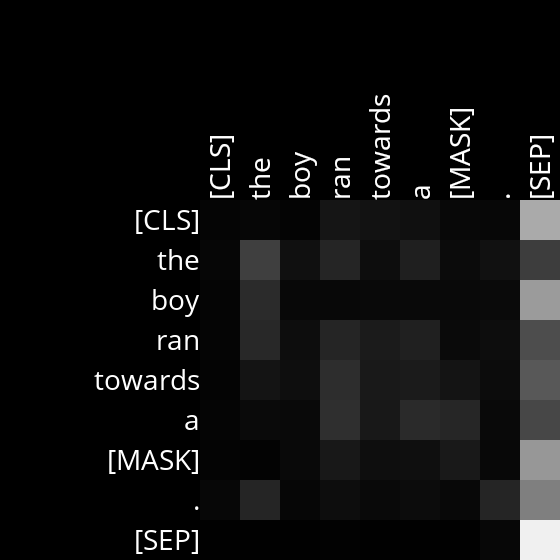 [CLS]
the
boy
ran
towards
a
[MASK]
.
[SEP]
[CLS]
the
boy
ran
towards
a
[MASK]
.
[SEP]